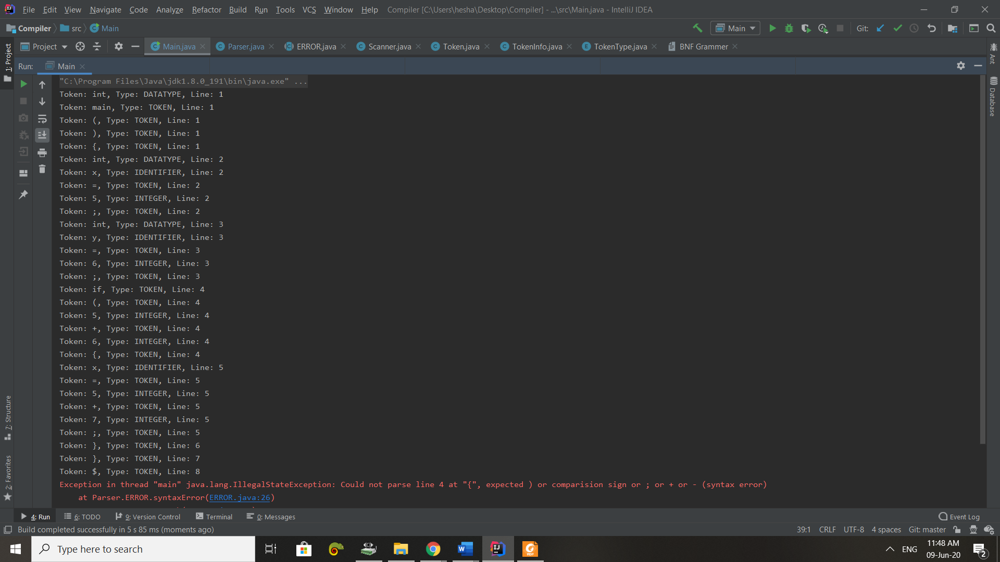 File Edit View Navigate Code Analyze Refactor Build Run Tools VCS Window Help Compiler [C:\Users\hesha\Desktop\Compiler] - ...\src\Main.java - IntelliJ IDEA
Compiler src Main Main Git:
Project Main.java Parser.java ERROR.java Scanner.java Token.java TokenInfo.java TokenType.java BNF Grammer
1: Project
Ant
Database
Run: Main
"C:\Program Files\Java\jdk1.8.0_191\bin\java.exe" ...
Token: int, Type: DATATYPE, Line: 1
Token: main, Type: TOKEN, Line: 1
Token: (, Type: TOKEN, Line: 1
Token: ), Type: TOKEN, Line: 1
Token: {, Type: TOKEN, Line: 1
Token: int, Type: DATATYPE, Line: 2
Token: x, Type: IDENTIFIER, Line: 2
Token: =, Type: TOKEN, Line: 2
Token: 5, Type: INTEGER, Line: 2
Token: ;, Type: TOKEN, Line: 2
Token: int, Type: DATATYPE, Line: 3
Token: y, Type: IDENTIFIER, Line: 3
Token: =, Type: TOKEN, Line: 3
Token: 6, Type: INTEGER, Line: 3
Token: ;, Type: TOKEN, Line: 3
Token: if, Type: TOKEN, Line: 4
Token: (, Type: TOKEN, Line: 4
Token: 5, Type: INTEGER, Line: 4
Token: +, Type: TOKEN, Line: 4
Token: 6, Type: INTEGER, Line: 4
Token: {, Type: TOKEN, Line: 4
Token: x, Type: IDENTIFIER, Line: 5
Token: =, Type: TOKEN, Line: 5
Token: 5, Type: INTEGER, Line: 5
Token: +, Type: TOKEN, Line: 5
Token: 7, Type: INTEGER, Line: 5
Token: ;, Type: TOKEN, Line: 5
Token: }, Type: TOKEN, Line: 6
Token: }, Type: TOKEN, Line: 7
Token: $, Type: TOKEN, Line: 8
Exception in thread "main" java.lang.IllegalStateException: Could not parse line 4 at "{", expected ) or comparision sign or ; or + or - (syntax error)
at Parser.ERROR.syntaxError(ERROR.java:26)
7: Structure
2: Favorites
4: Run 6: TODO 9: Version Control Terminal 0: Messages Event Log
Build completed successfully in 5 s 85 ms (moments ago) 39:1 CRLF UTF-8 4 spaces Git: master
Type here to search
ENG
11:48 AM
09-Jun-20
2